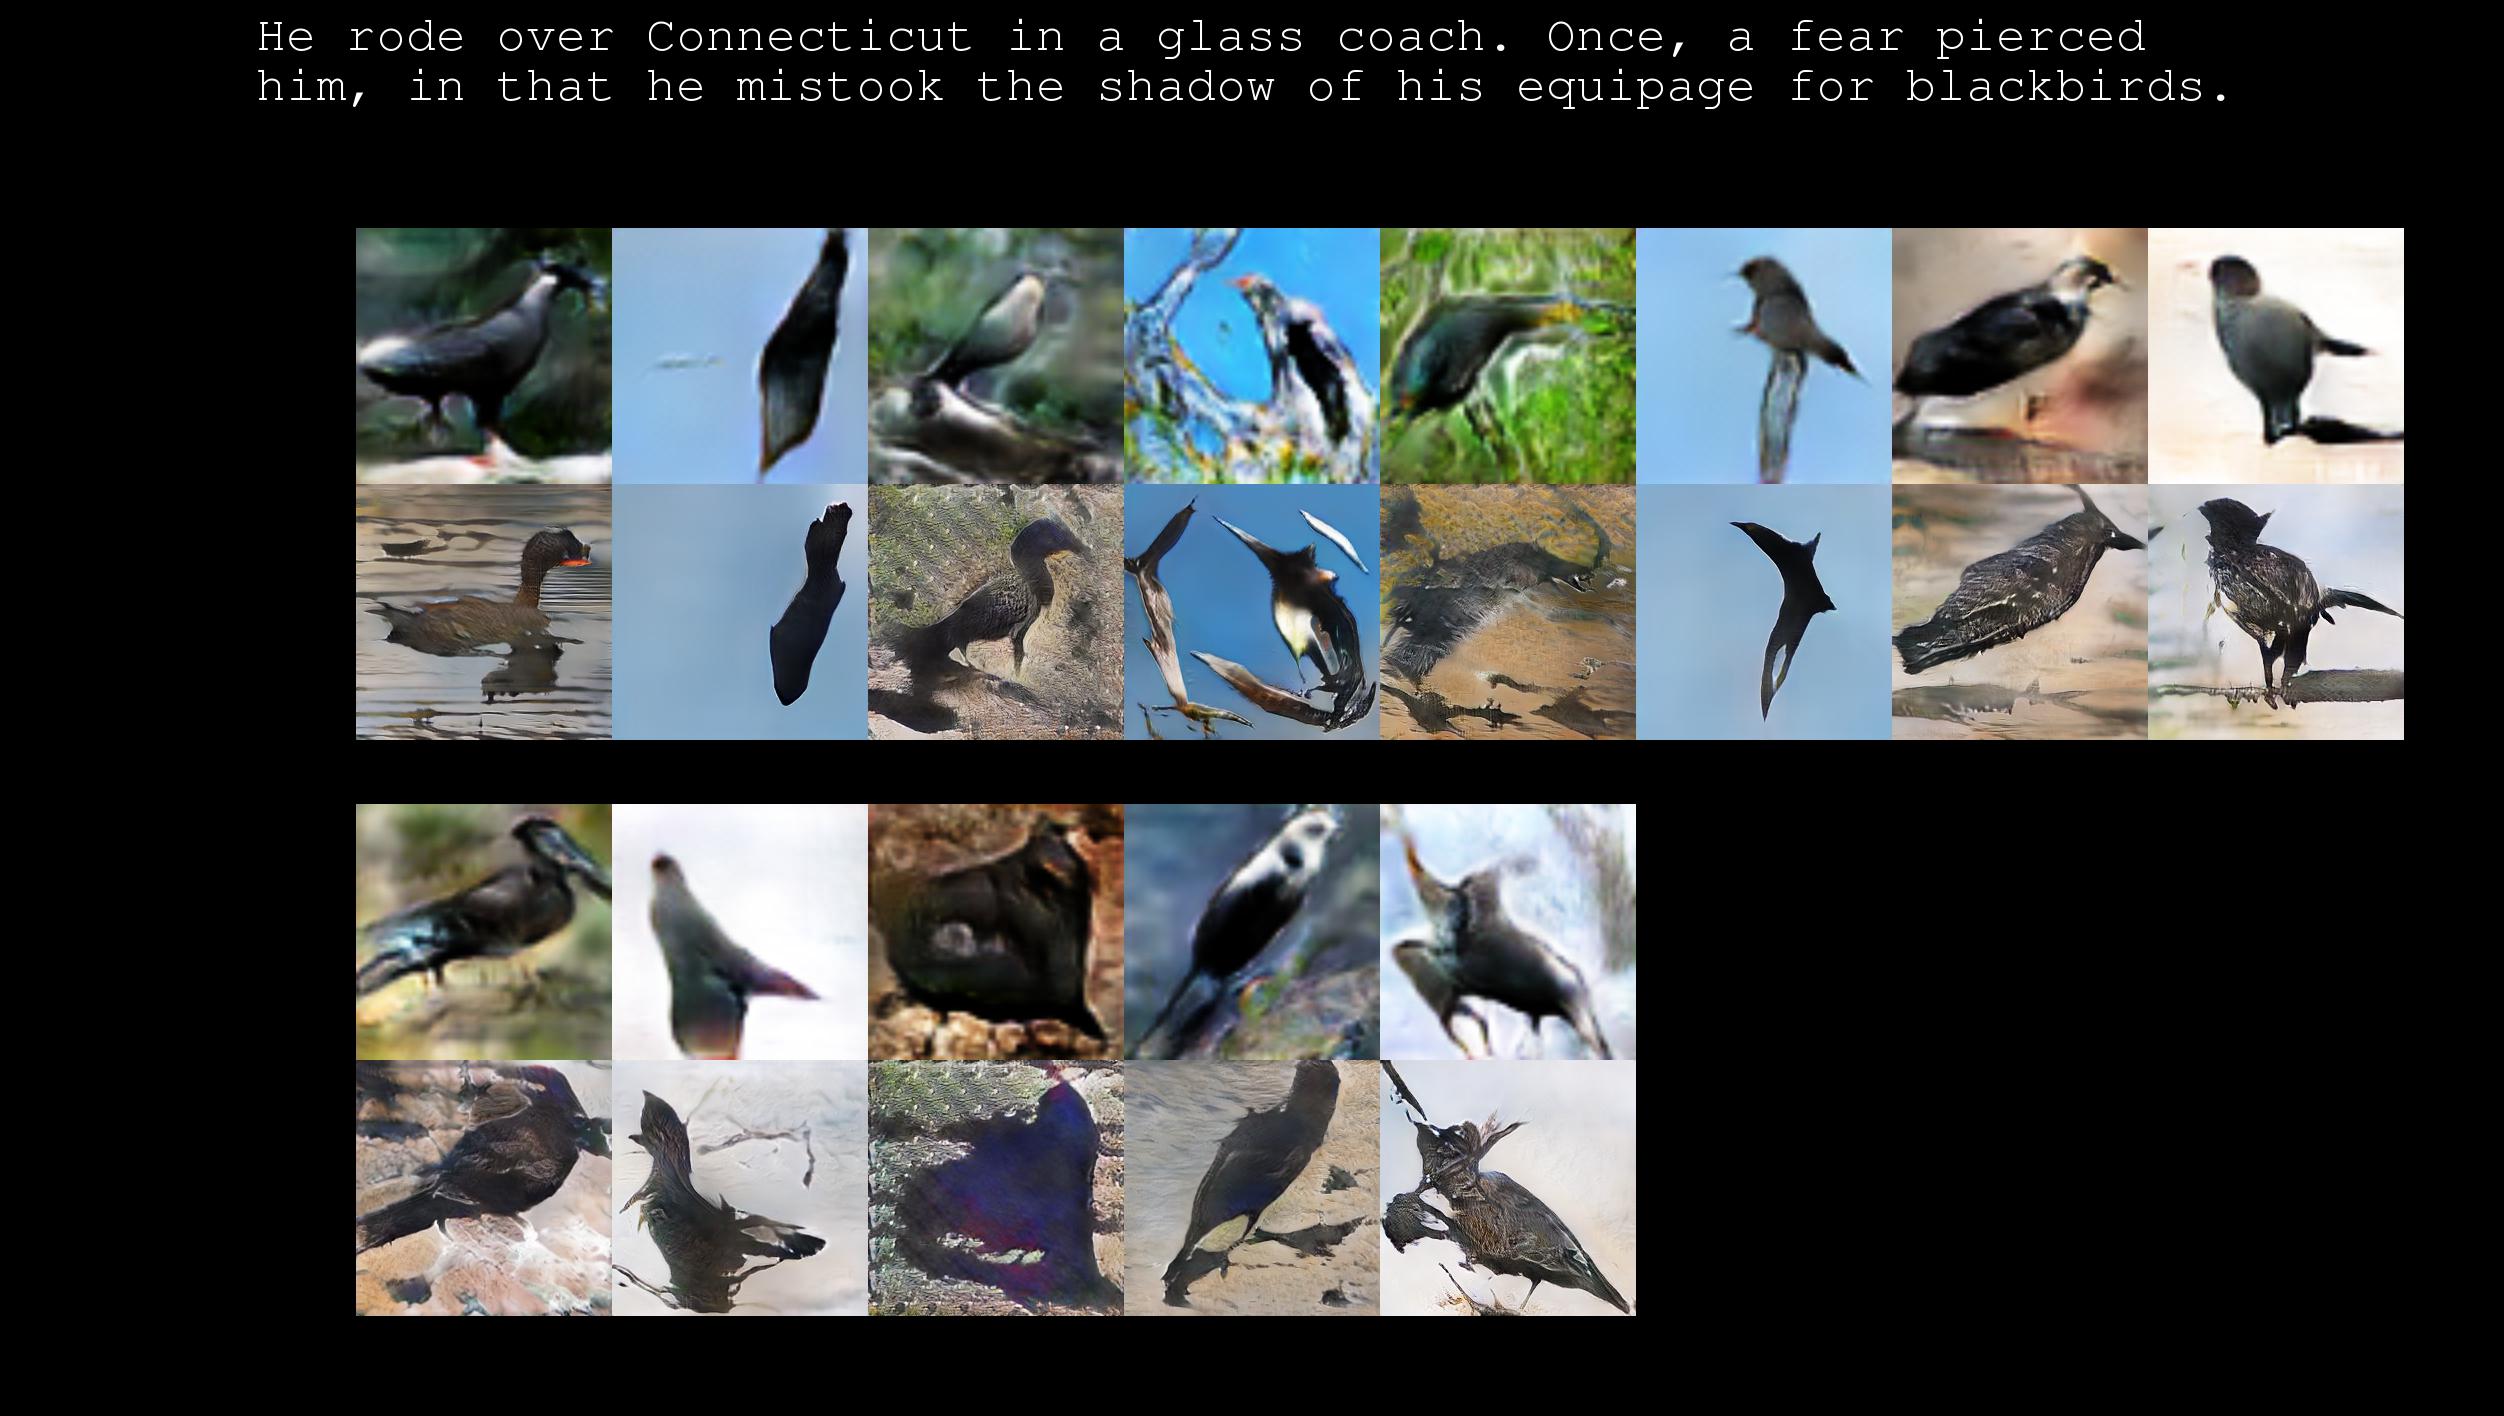 He rode over Connecticut in a glass coach. Once, a fear pierced
him, in that he mistook the shadow of his equipage for blackbirds.